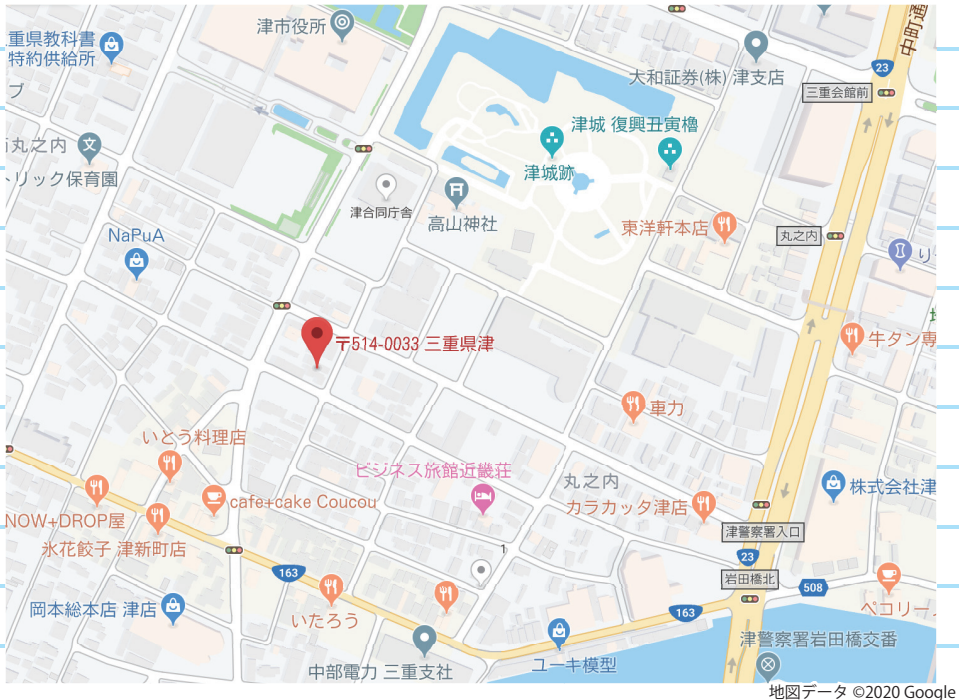 津市役所
重県教科書
特約供給所
中町通
23
大和証券(株) 津支店
三重会館前
ブ
津城 復興丑寅櫓
丸之内
津城跡
トリック保育園
津合同庁舎
高山神社
東洋軒本店
丸之内
NaPuA
り
〒514-0033 三重県津
牛タン専
車力
いとう料理店
ビジネス旅館近畿荘
丸之内
株式会社津
cafe+cake Coucou
カラカッタ津店
NOW+DROP屋
津警察署入口
氷花餃子 津新町店
1
23
163
岩田橋北
508
岡本総本店 津店
いたろう
163
ペコリー
津警察署岩田橋交番
中部電力 三重支社
ユーキ模型
地図データ ©2020 Google